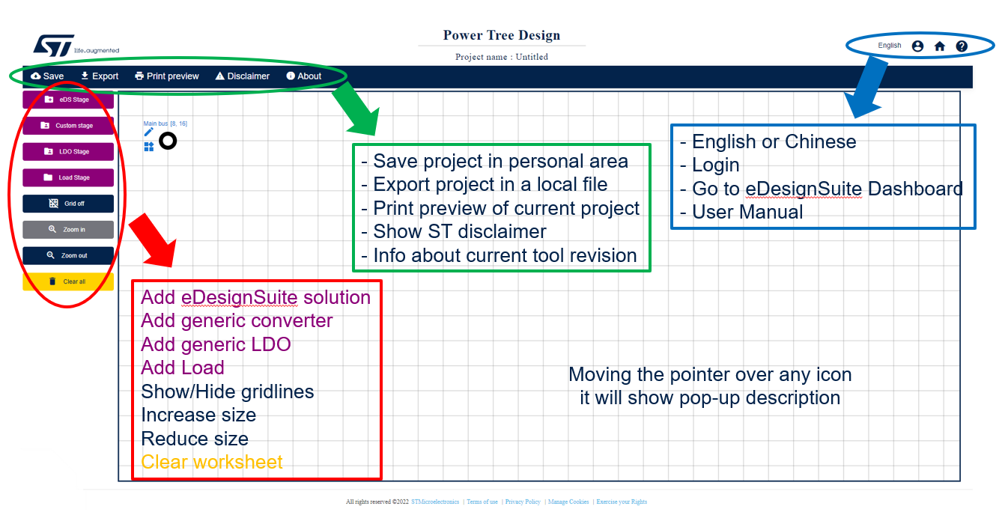 Power Tree Design
ST life.augmented
English
Project name : Untitled
Save Export Print preview Disclaimer About
eDS Stage
Custom stage
LDO Stage
Load Stage
Grid off
Zoom in
Zoom out
Clear all
Main bus [8, 16]
- Save project in personal area
- Export project in a local file
- Print preview of current project
- Show ST disclaimer
- Info about current tool revision
- English or Chinese
- Login
- Go to eDesignSuite Dashboard
- User Manual
Add eDesignSuite solution
Add generic converter
Add generic LDO
Add Load
Show/Hide gridlines
Increase size
Reduce size
Clear worksheet
Moving the pointer over any icon
it will show pop-up description
All rights reserved ©2022 STMicroelectronics | Terms of use | Privacy Policy | Manage Cookies | Exercise your Rights